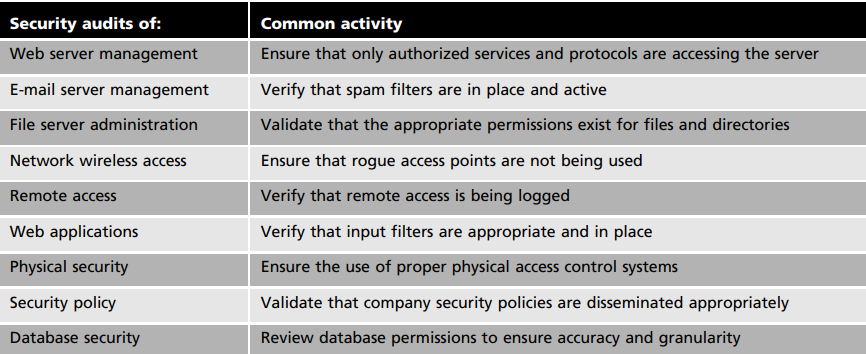 Security audits of: Common activity
Web server management Ensure that only authorized services and protocols are accessing the server
E-mail server management Verify that spam filters are in place and active
File server administration Validate that the appropriate permissions exist for files and directories
Network wireless access Ensure that rogue access points are not being used
Remote access Verify that remote access is being logged
Web applications Verify that input filters are appropriate and in place
Physical security Ensure the use of proper physical access control systems
Security policy Validate that company security policies are disseminated appropriately
Database security Review database permissions to ensure accuracy and granularity